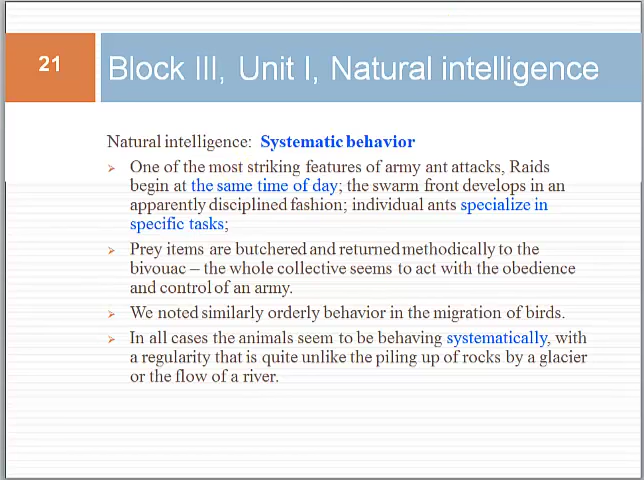 21
Block III, Unit I, Natural intelligence
Natural intelligence: Systematic behavior
One of the most striking features of army ant attacks, Raids
begin at the same time of day; the swarm front develops in an
apparently disciplined fashion; individual ants specialize in
specific tasks;
Prey items are butchered and returned methodically to the
bivouac – the whole collective seems to act with the obedience
and control of an army.
We noted similarly orderly behavior in the migration of birds.
In all cases the animals seem to be behaving systematically, with
a regularity that is quite unlike the piling up of rocks by a glacier
or the flow of a river.